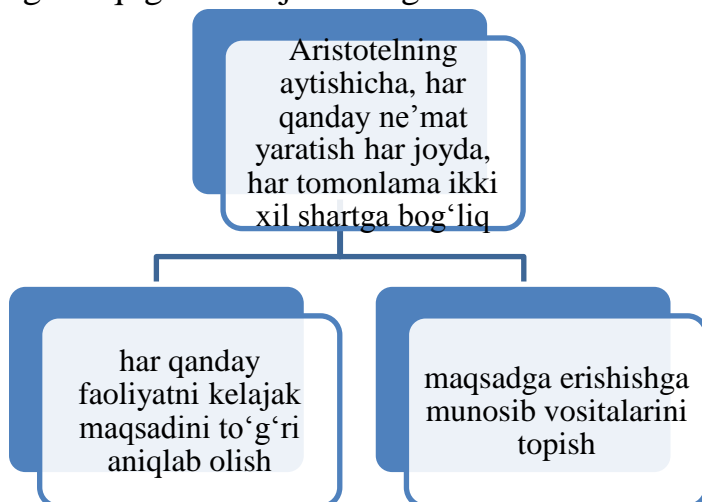 Aristotelning
aytishicha, har
qanday ne’mat
yaratish har joyda,
har tomonlama ikki
xil shartga bog‘liq
har qanday
faoliyatni kelajak
maqsadini to‘g‘ri
aniqlab olish
maqsadga erishishga
munosib vositalarini
topish